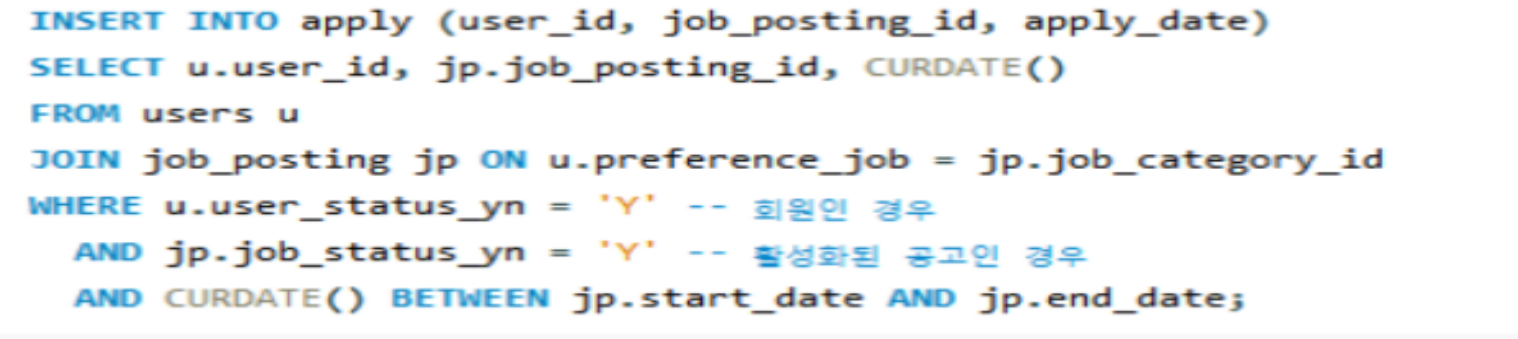 INSERT INTO apply (user_id, job_posting_id, apply_date)
SELECT u.user_id, jp.job_posting_id, CURDATE()
FROM users u
JOIN job_posting jp ON u.preference_job = jp.job_category_id
WHERE u.user_status_yn = 'Y' -- 회원인 경우
AND jp.job_status_yn = 'Y' -- 활성화된 공고인 경우
AND CURDATE() BETWEEN jp.start_date AND jp.end_date;